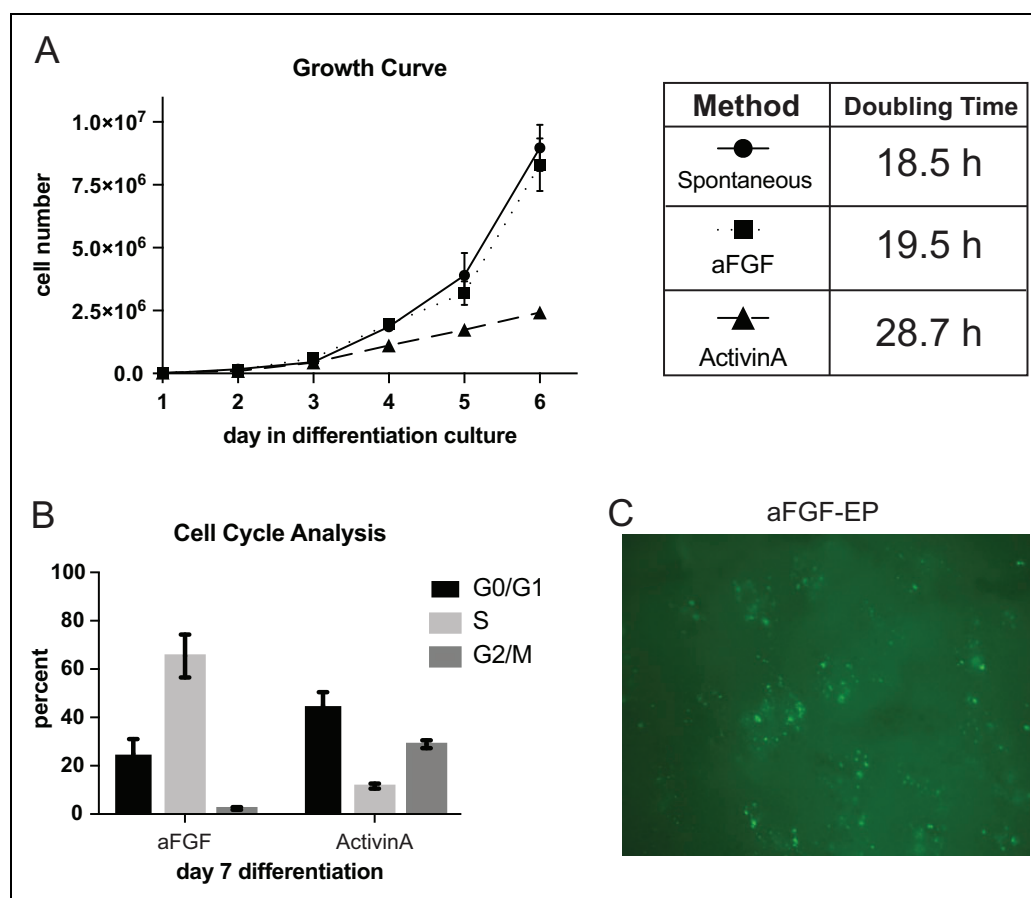 A
Growth Curve
1.0×10⁷
7.5×10⁶
5.0×10⁶
2.5×10⁶
0.0
cell number
1 2 3 4 5 6
day in differentiation culture
Method Doubling Time
Spontaneous 18.5 h
aFGF 19.5 h
ActivinA 28.7 h
B
Cell Cycle Analysis
100
80
60
40
20
0
percent
G0/G1
S
G2/M
aFGF ActivinA
day 7 differentiation
C
aFGF-EP